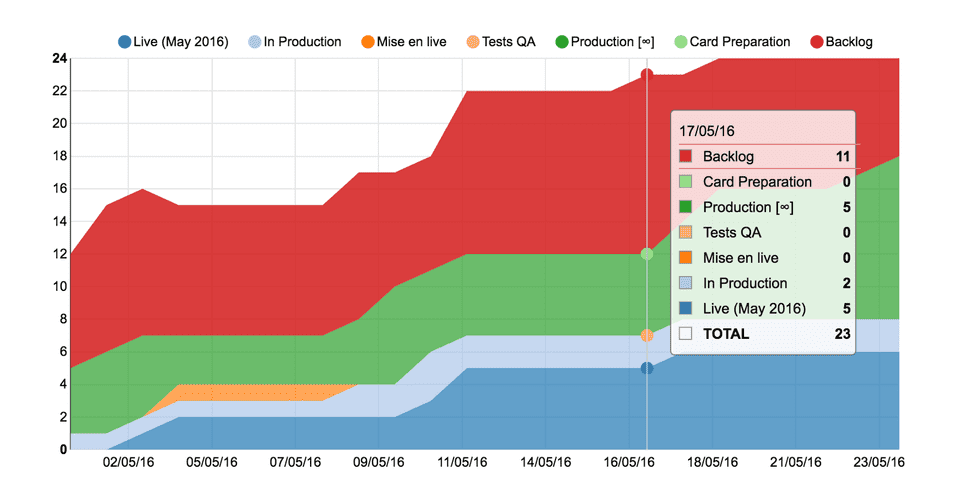 Live (May 2016) In Production Mise en live Tests QA Production [∞] Card Preparation Backlog
24
22
20
18
16
14
12
10
8
6
4
2
0
17/05/16
Backlog 11
Card Preparation 0
Production [∞] 5
Tests QA 0
Mise en live 0
In Production 2
Live (May 2016) 5
TOTAL 23
02/05/16 05/05/16 07/05/16 09/05/16 11/05/16 14/05/16 16/05/16 18/05/16 21/05/16 23/05/16